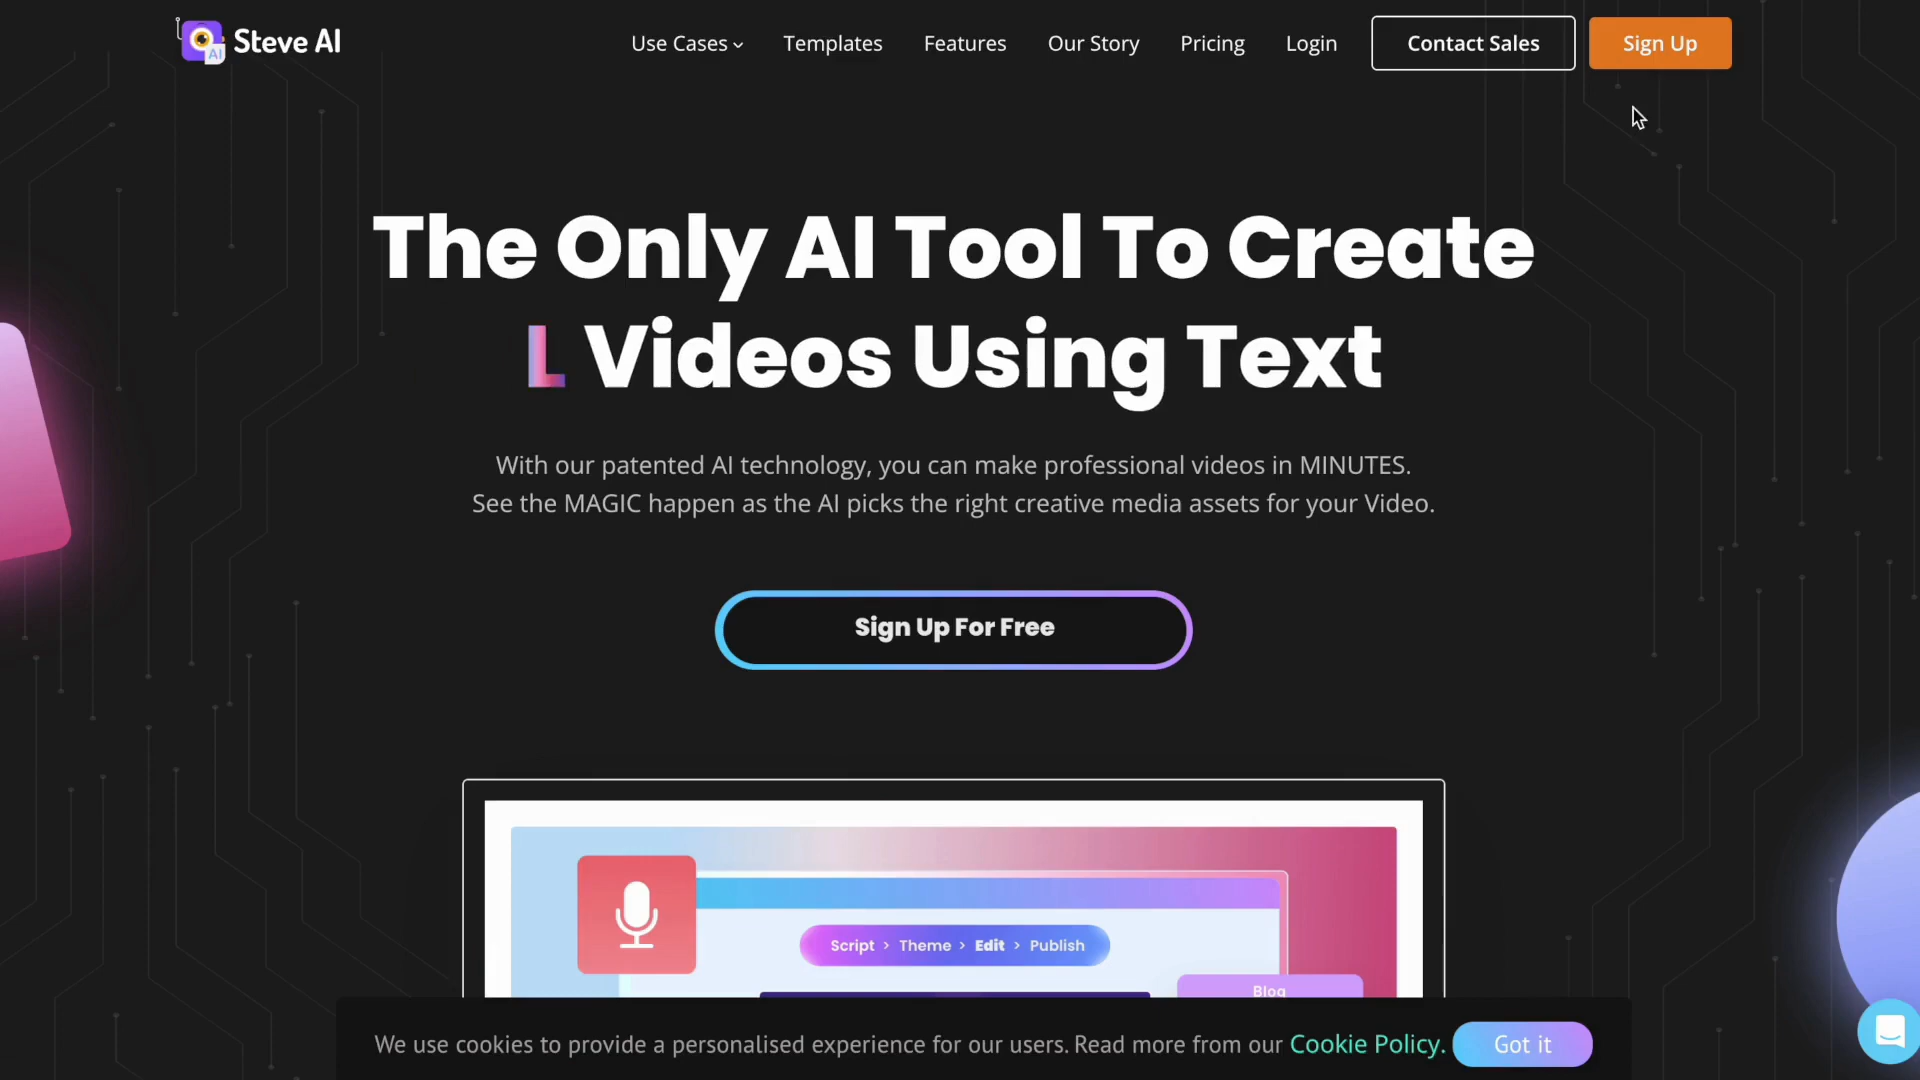 AI
Steve AI
Use Cases
Templates
Features
Our Story
Pricing
Login
Contact Sales
Sign Up
The Only AI Tool To Create
L Videos Using Text
With our patented AI technology, you can make professional videos in MINUTES.
See the MAGIC happen as the AI picks the right creative media assets for your Video.
Sign Up For Free
Script > Theme > Edit > Publish
Blog
We use cookies to provide a personalised experience for our users. Read more from our Cookie Policy.
Got it